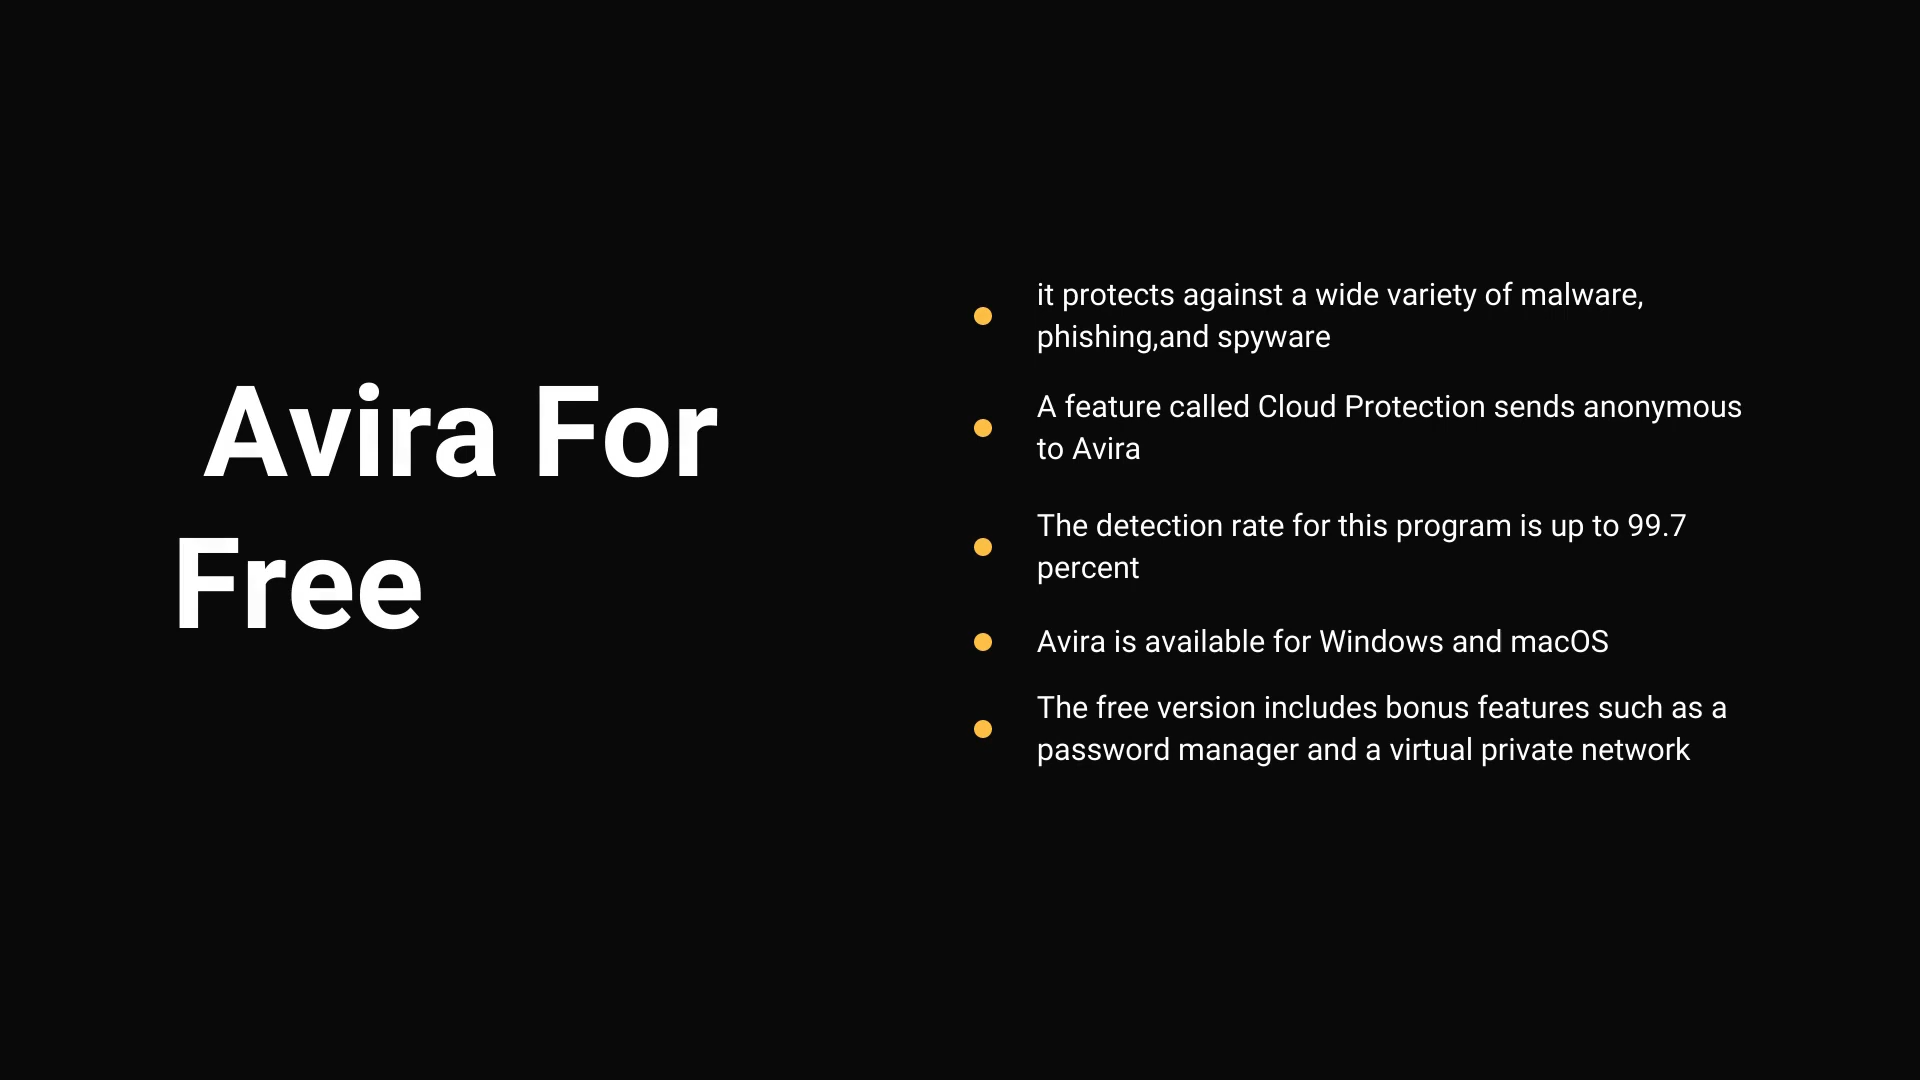 Avira For
Free
it protects against a wide variety of malware,
phishing,and spyware
A feature called Cloud Protection sends anonymous
to Avira
The detection rate for this program is up to 99.7
percent
Avira is available for Windows and macOS
The free version includes bonus features such as a
password manager and a virtual private network